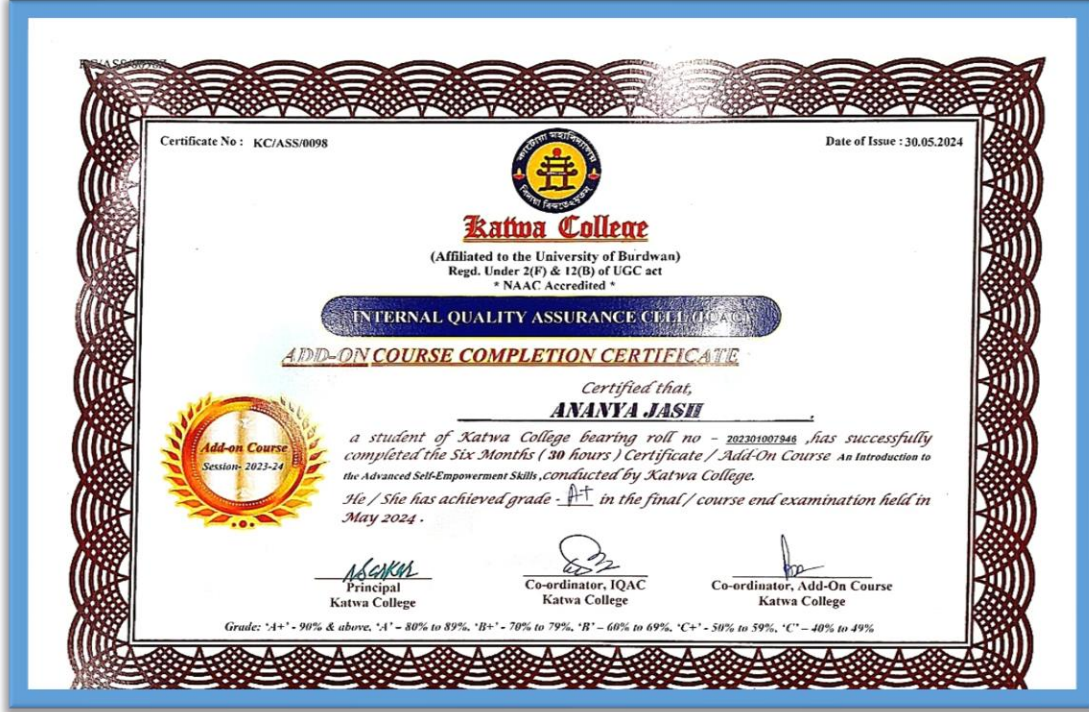 Certificate No : KC/ASS/0098
Date of Issue : 30.05.2024
কাটোয়া মহাবিদ্যালয়
Katwa College
(Affiliated to the University of Burdwan)
Regd. Under 2(F) & 12(B) of UGC act
* NAAC Accredited *
INTERNAL QUALITY ASSURANCE CELL (IQAC)
ADD-ON COURSE COMPLETION CERTIFICATE
Certified that,
ANANYA JASH
a student of Katwa College bearing roll no – 202301007946 ,has successfully
completed the Six Months ( 30 hours ) Certificate / Add-On Course An Introduction to
the Advanced Self-Empowerment Skills ,conducted by Katwa College.
He / She has achieved grade - A+ in the final / course end examination held in
May 2024 .
Add-on Course
Session- 2023-24
Principal
Katwa College
Co-ordinator, IQAC
Katwa College
Co-ordinator, Add-On Course
Katwa College
Grade: 'A+' - 90% & above, 'A' – 80% to 89%, 'B+' - 70% to 79%, 'B' – 60% to 69%, 'C+' - 50% to 59%, 'C' – 40% to 49%